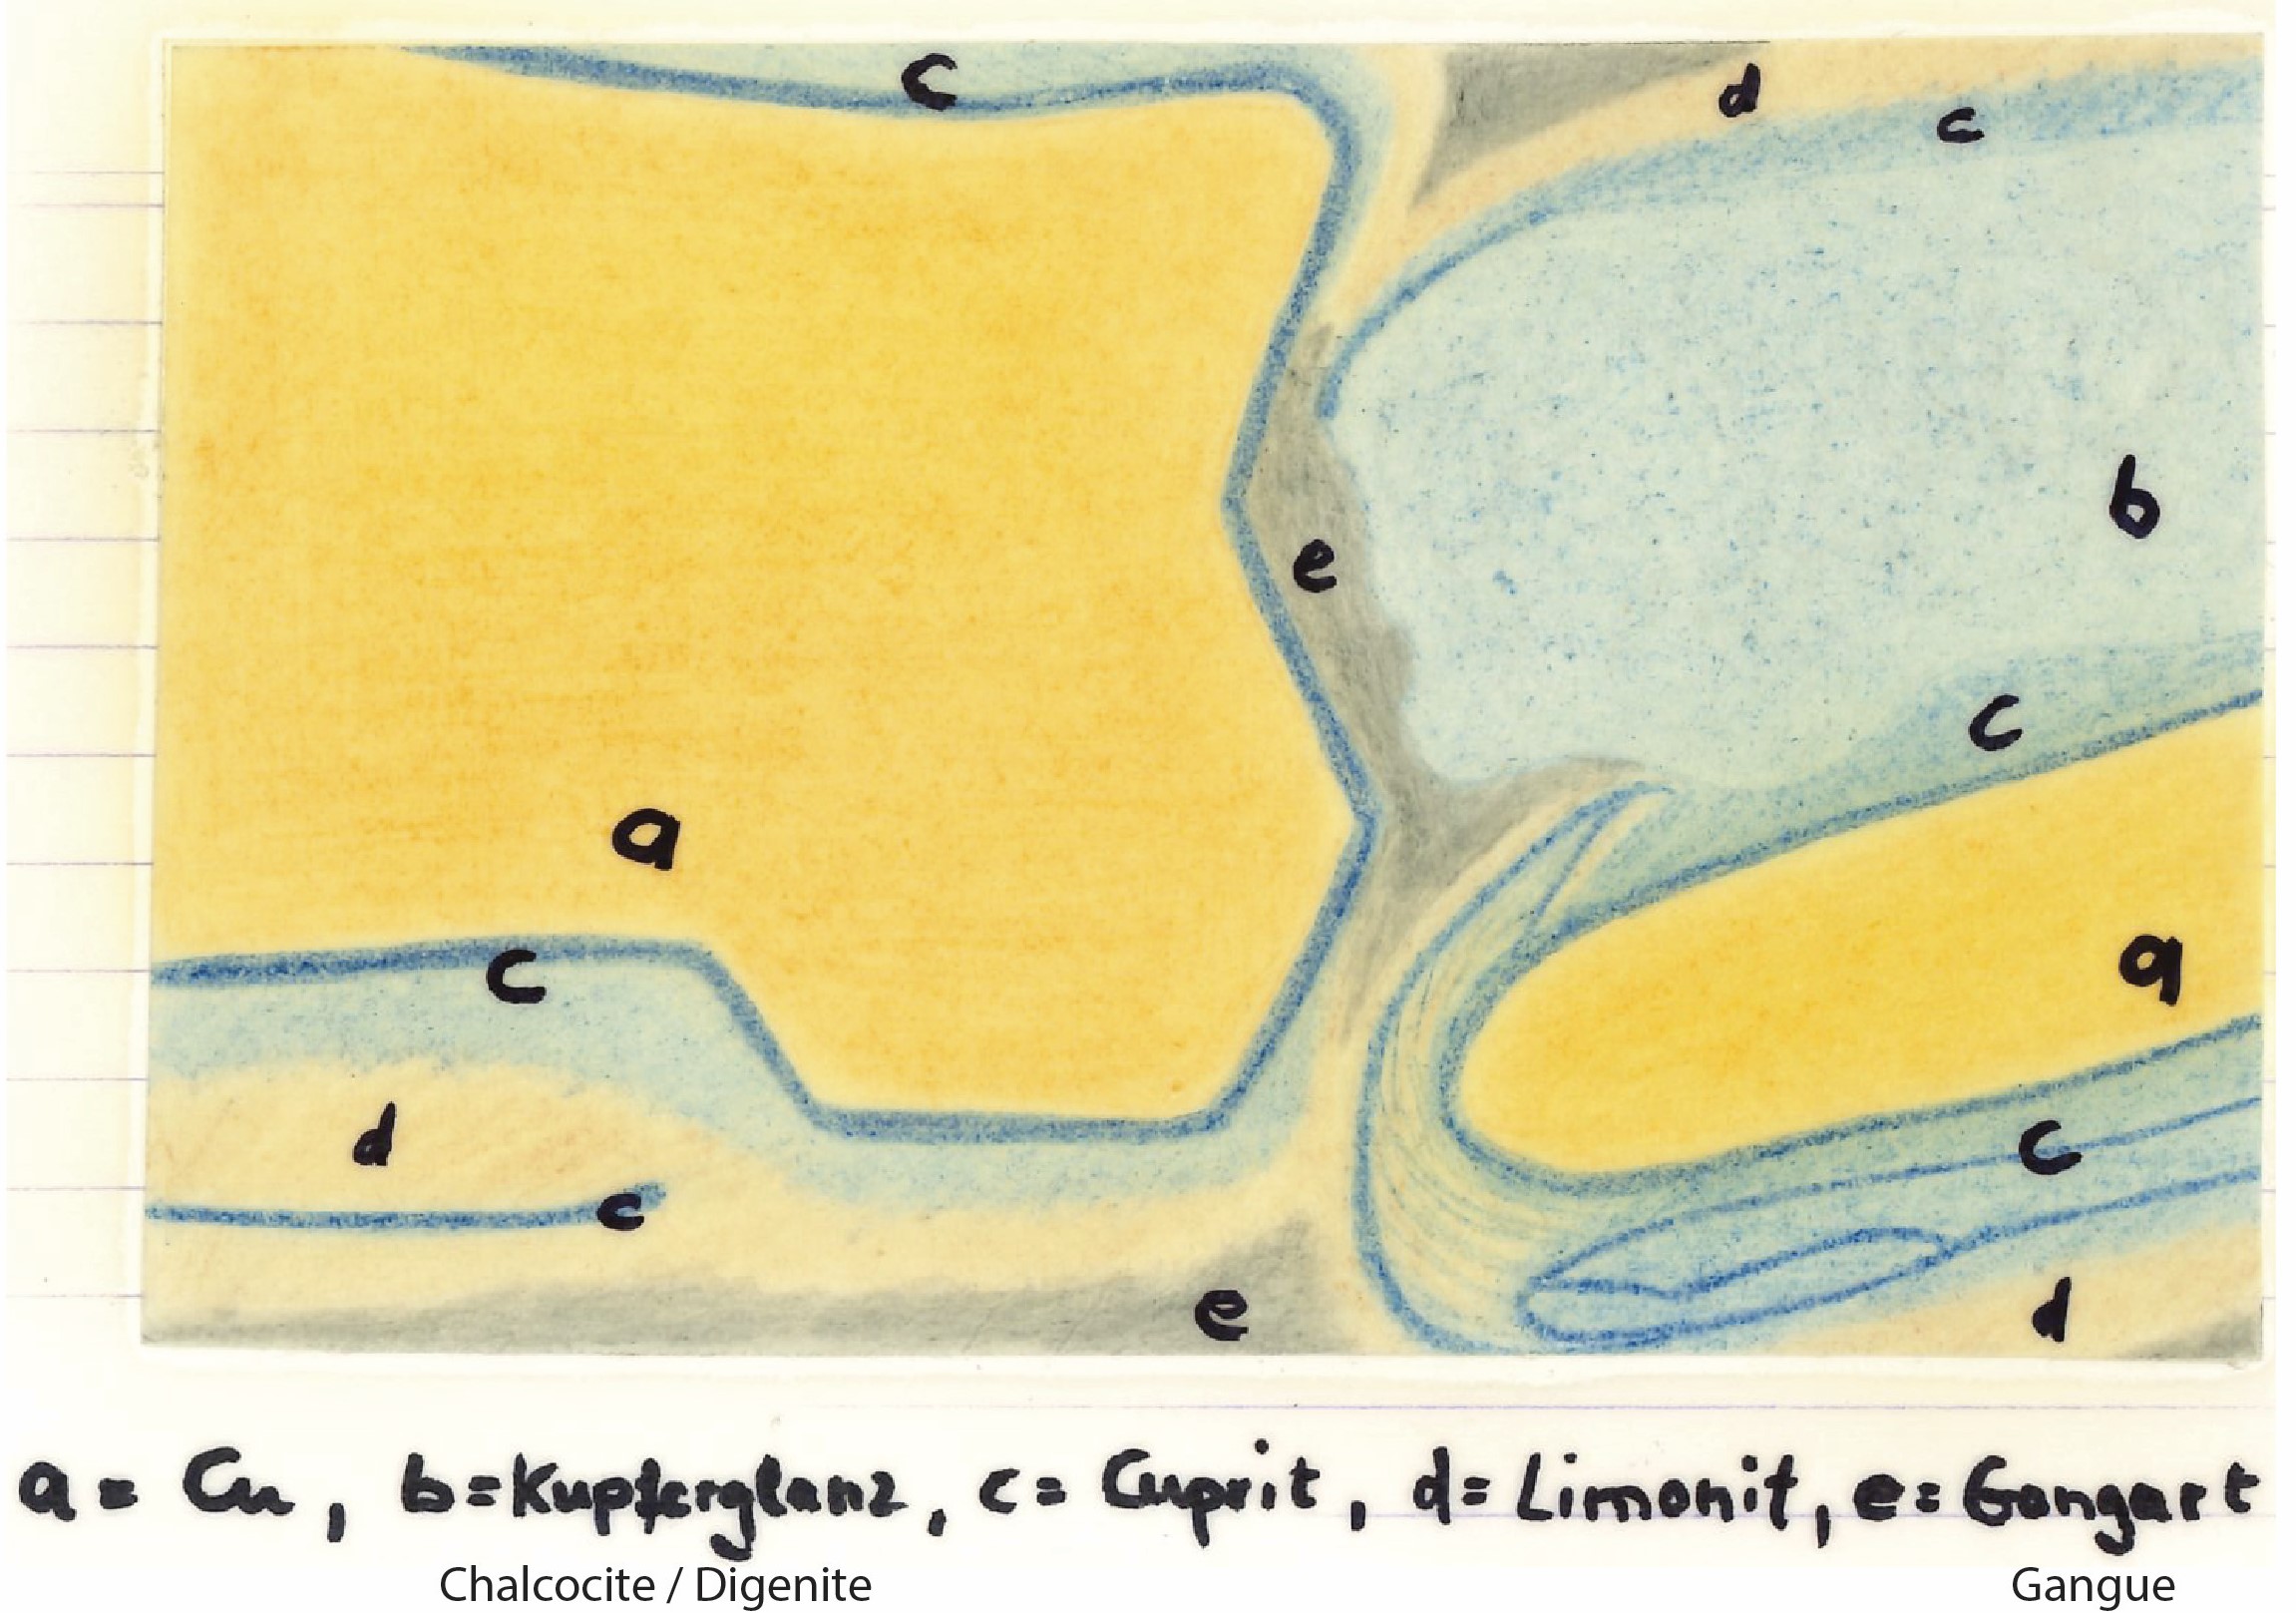 c
d
c
b
e
c
a
a
c
c
d
c
e
d
a = Cu, b=Kupferglanz, c= Cuprit, d= Limonit, e= Gangart
Chalcocite / Digenite
Gangue